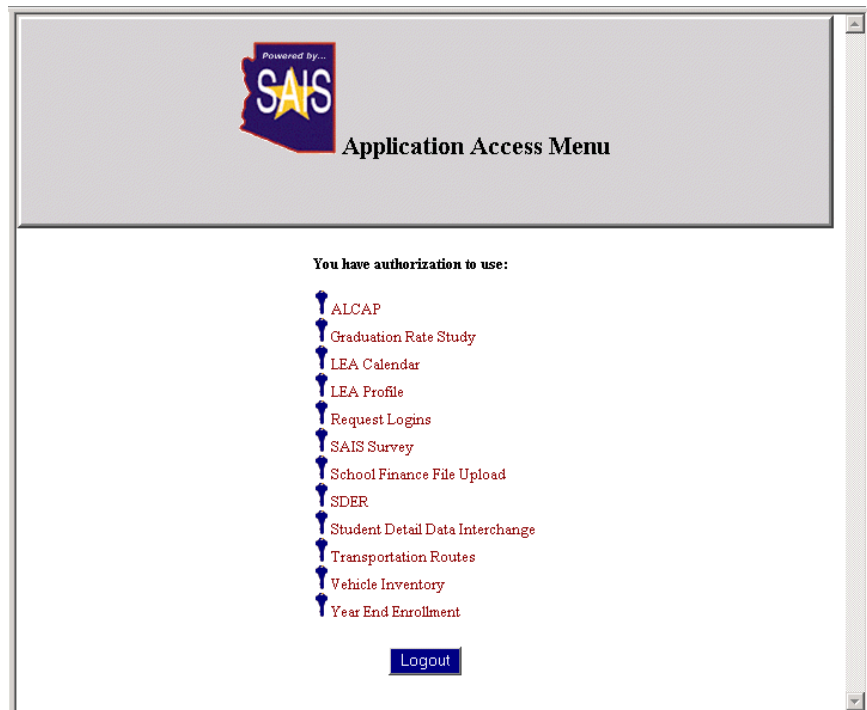 Powered by...
SAIS
Application Access Menu
You have authorization to use:
ALCAP
Graduation Rate Study
LEA Calendar
LEA Profile
Request Logins
SAIS Survey
School Finance File Upload
SDER
Student Detail Data Interchange
Transportation Routes
Vehicle Inventory
Year End Enrollment
Logout